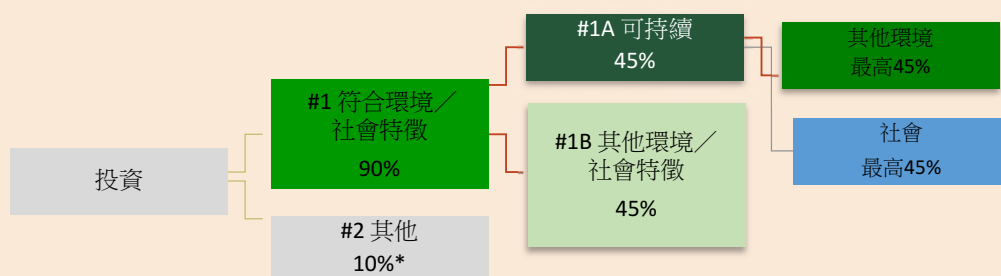 投資
#1 符合環境／
社會特徵
90%
#2 其他
10%*
#1A 可持續
45%
#1B 其他環境／
社會特徵
45%
其他環境
最高45%
社會
最高45%